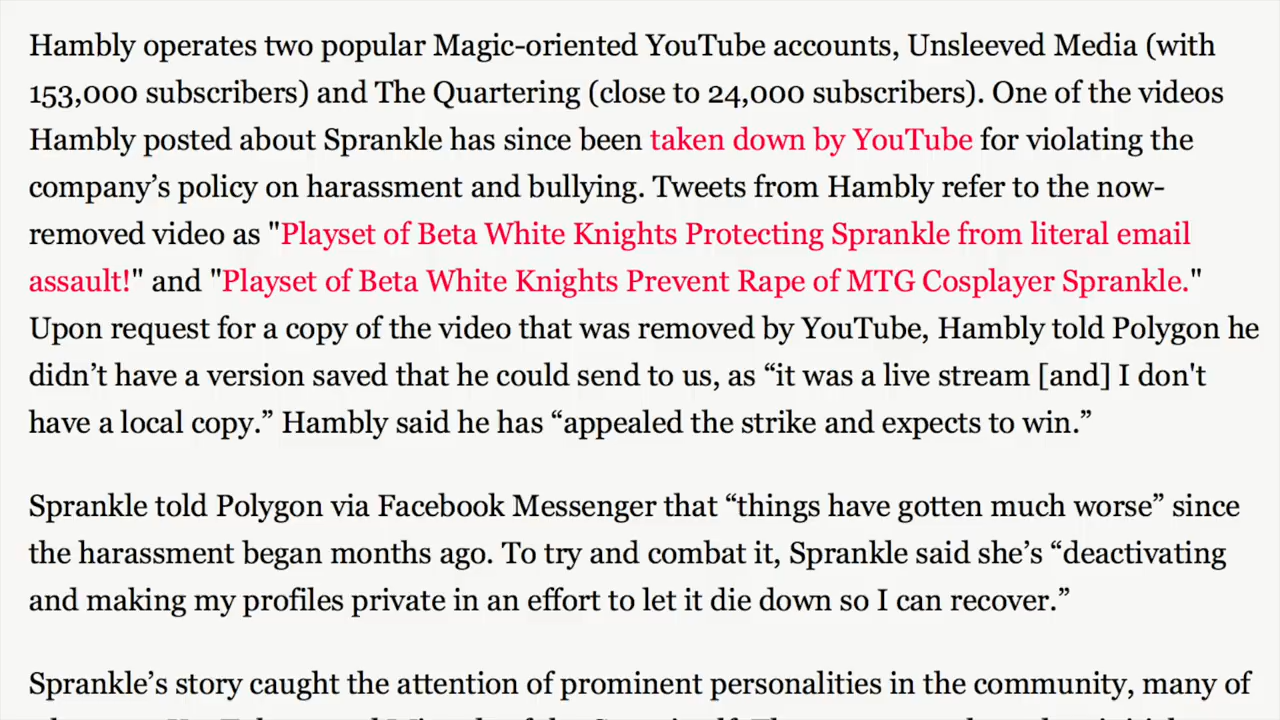 Hambly operates two popular Magic-oriented YouTube accounts, Unsleeved Media (with
153,000 subscribers) and The Quartering (close to 24,000 subscribers). One of the videos
Hambly posted about Sprankle has since been taken down by YouTube for violating the
company’s policy on harassment and bullying. Tweets from Hambly refer to the now-
removed video as "Playset of Beta White Knights Protecting Sprankle from literal email
assault!" and "Playset of Beta White Knights Prevent Rape of MTG Cosplayer Sprankle."
Upon request for a copy of the video that was removed by YouTube, Hambly told Polygon he
didn’t have a version saved that he could send to us, as “it was a live stream [and] I don't
have a local copy.” Hambly said he has “appealed the strike and expects to win.”
Sprankle told Polygon via Facebook Messenger that “things have gotten much worse” since
the harassment began months ago. To try and combat it, Sprankle said she’s “deactivating
and making my profiles private in an effort to let it die down so I can recover.”
Sprankle’s story caught the attention of prominent personalities in the community, many of